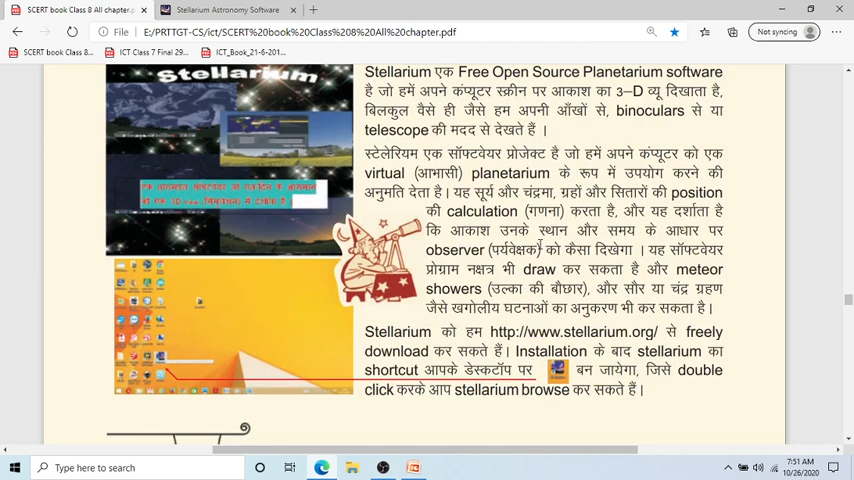 SCERT book Class 8 All chapter.p
Stellarium Astronomy Software
File
E:/PRTTGT-CS/ict/SCERT%20book%20Class%208%20All%20chapter.pdf
Not syncing
SCERT book Class 8...
ICT Class 7 Final 29...
ICT_Book_21-6-201...
Stellarium
Stellarium एक Free Open Source Planetarium software
है जो हमें अपने कंप्यूटर स्क्रीन पर आकाश का 3–D व्यू दिखाता है,
बिलकुल वैसे ही जैसे हम अपनी आँखों से, binoculars से या
telescope की मदद से देखते हैं ।
स्टेलेरियम एक सॉफ्टवेयर प्रोजेक्ट है जो हमें अपने कंप्यूटर को एक
virtual (आभासी) planetarium के रूप में उपयोग करने की
अनुमति देता है। यह सूर्य और चंद्रमा, ग्रहों और सितारों की position
की calculation (गणना) करता है, और यह दर्शाता है
कि आकाश उनके स्थान और समय के आधार पर
observer (पर्यवेक्षक) को कैसा दिखेगा । यह सॉफ्टवेयर
प्रोग्राम नक्षत्र भी draw कर सकता है और meteor
showers (उल्का की बौछार), और सौर या चंद्र ग्रहण
जैसे खगोलीय घटनाओं का अनुकरण भी कर सकता है।
Stellarium को हम http://www.stellarium.org/ से freely
download कर सकते हैं। Installation के बाद stellarium का
shortcut आपके डेस्कटॉप पर बन जायेगा, जिसे double
click करके आप stellarium browse कर सकते हैं।
Type here to search
7:51 AM
10/26/2020